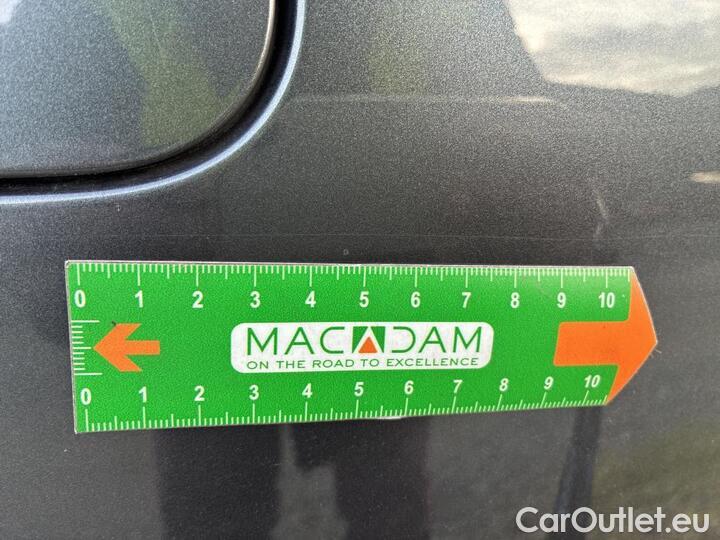 0 1 2 3 4 5 6 7 8 9 10
MACADAM
ON THE ROAD TO EXCELLENCE
0 1 2 3 4 5 6 7 8 9 10
CarOutlet.eu